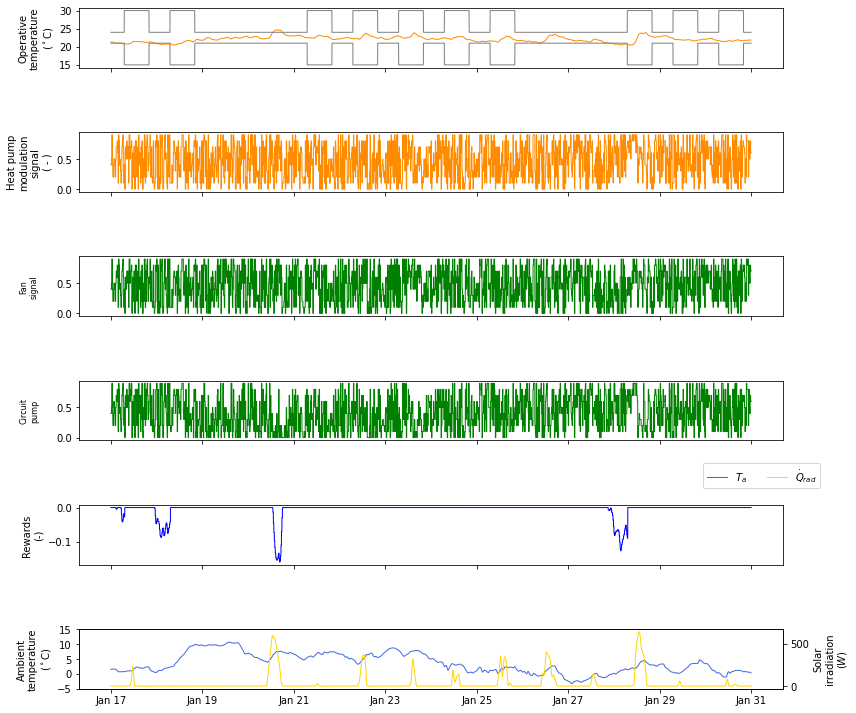 Operative
temperature
(°C)
30
25
20
15
Heat pump
modulation
signal
( - )
0.5
0.0
Fan
signal
0.5
0.0
Circuit
pump
0.5
0.0
T_a
Q̇_rad
Rewards
(-)
0.0
−0.1
Ambient
temperature
(°C)
15
10
5
0
−5
500
0
Solar
irradiation
(W)
Jan 17
Jan 19
Jan 21
Jan 23
Jan 25
Jan 27
Jan 29
Jan 31